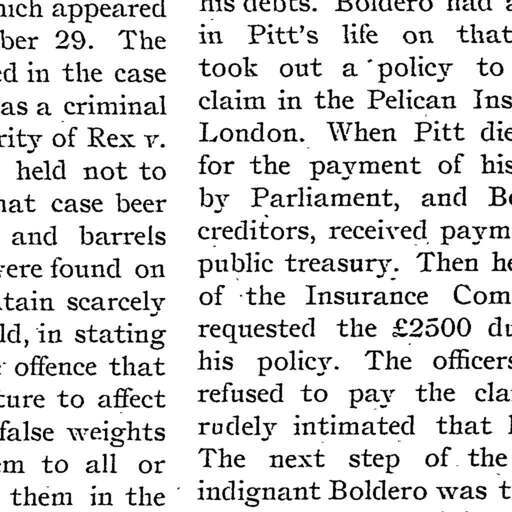 which appeared
ber 29. The
ed in the case
as a criminal
rity of Rex v.
held not to
hat case beer
and barrels
were found on
tain scarcely
ld, in stating
offence that
ture to affect
false weights
em to all or
them in the
his debts. Boldero had a
in Pitt's life on that
took out a policy to
claim in the Pelican Ins
London. When Pitt die
for the payment of his
by Parliament, and Bo
creditors, received paym
public treasury. Then he
of the Insurance Com
requested the £2500 du
his policy. The officers
refused to pay the cla
rudely intimated that
The next step of the
indignant Boldero was t